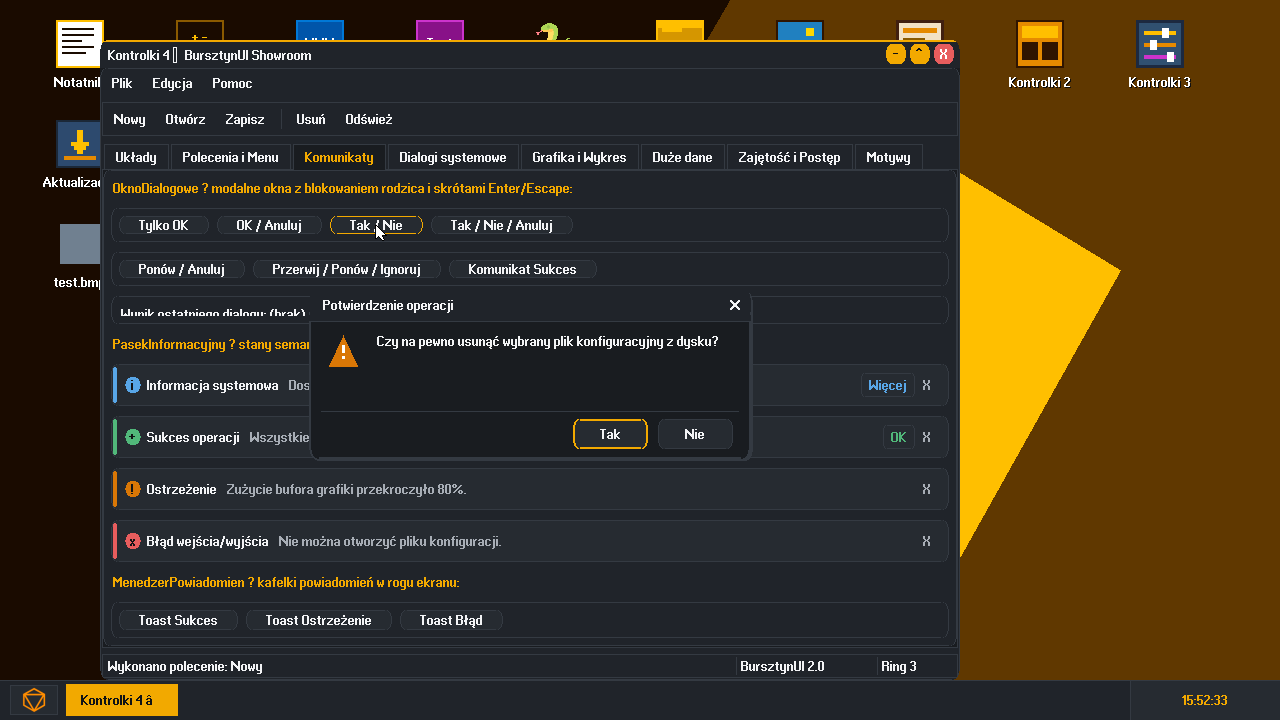 Kontrolki 4 BursztynUI Showroom
Notatnik
Kontrolki 2
Kontrolki 3
Plik Edycja Pomoc
Nowy Otwórz Zapisz Usuń Odśwież
Układy Polecenia i Menu Komunikaty Dialogi systemowe Grafika i Wykres Duże dane Zajętość i Postęp Motywy
OknoDialogowe ? modalne okna z blokowaniem rodzica i skrótami Enter/Escape:
Tylko OK OK / Anuluj Tak / Nie Tak / Nie / Anuluj
Ponów / Anuluj Przerwij / Ponów / Ignoruj Komunikat Sukces
test.bmp
Wynik ostatniego dialogu: (brak)
Potwierdzenie operacji
Czy na pewno usunąć wybrany plik konfiguracyjny z dysku?
Tak Nie
PasekInformacyjny ? stany
Informacja systemowa Więcej X
Sukces operacji Wszystkie OK X
Ostrzeżenie Zużycie bufora grafiki przekroczyło 80%. X
Błąd wejścia/wyjścia Nie można otworzyć pliku konfiguracji. X
MenedzerPowiadomien ? kafelki powiadomień w rogu ekranu:
Toast Sukces Toast Ostrzeżenie Toast Błąd
Wykonano polecenie: Nowy BursztynUI 2.0 Ring 3
Kontrolki 4 â 15:52:33